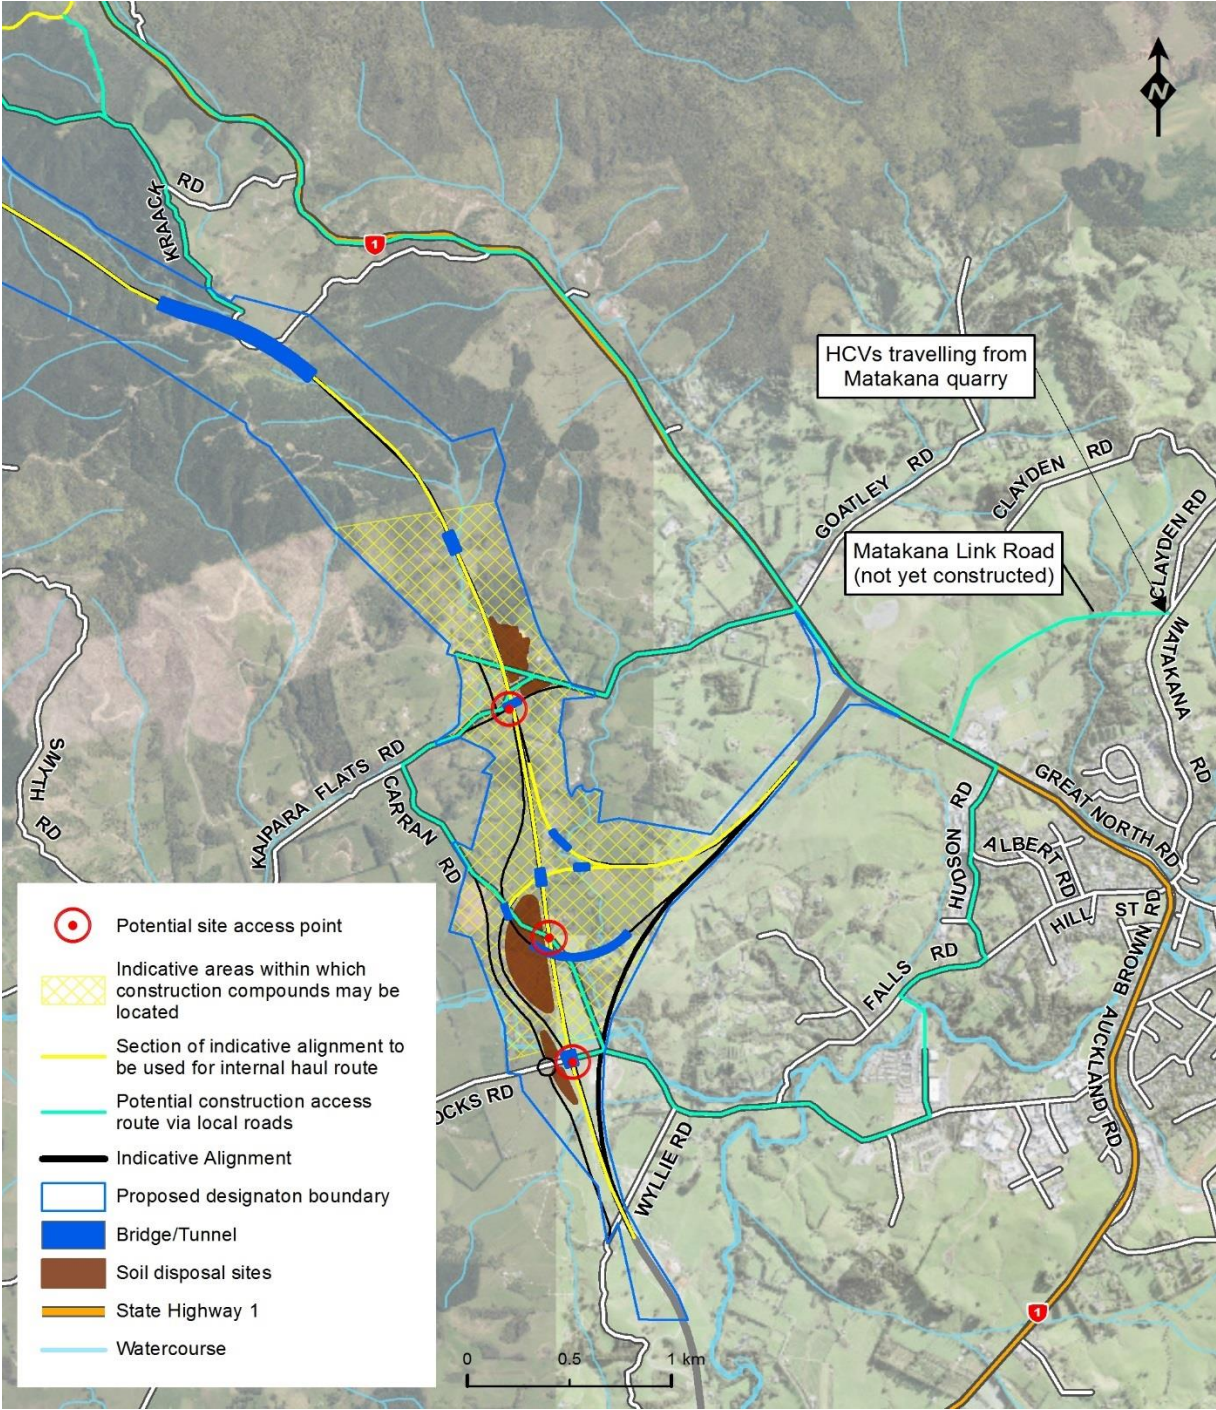 N
KRAACK
RD
1
HCVs travelling from
Matakana quarry
GOATLEY RD
CLAYDEN RD
Matakana Link Road
(not yet constructed)
CLAYDEN RD
MATAKANA
RD
SMYTH
RD
KAIPARA FLATS RD
CARRAN
RD
HUDSON RD
GREAT NORTH RD
ALBERT RD
HILL ST
BROWN RD
FALLS RD
AUCKLAND RD
OCKS RD
WYLLIE RD
1
Potential site access point
Indicative areas within which
construction compounds may be
located
Section of indicative alignment to
be used for internal haul route
Potential construction access
route via local roads
Indicative Alignment
Proposed designaton boundary
Bridge/Tunnel
Soil disposal sites
State Highway 1
Watercourse
0 0.5 1 km